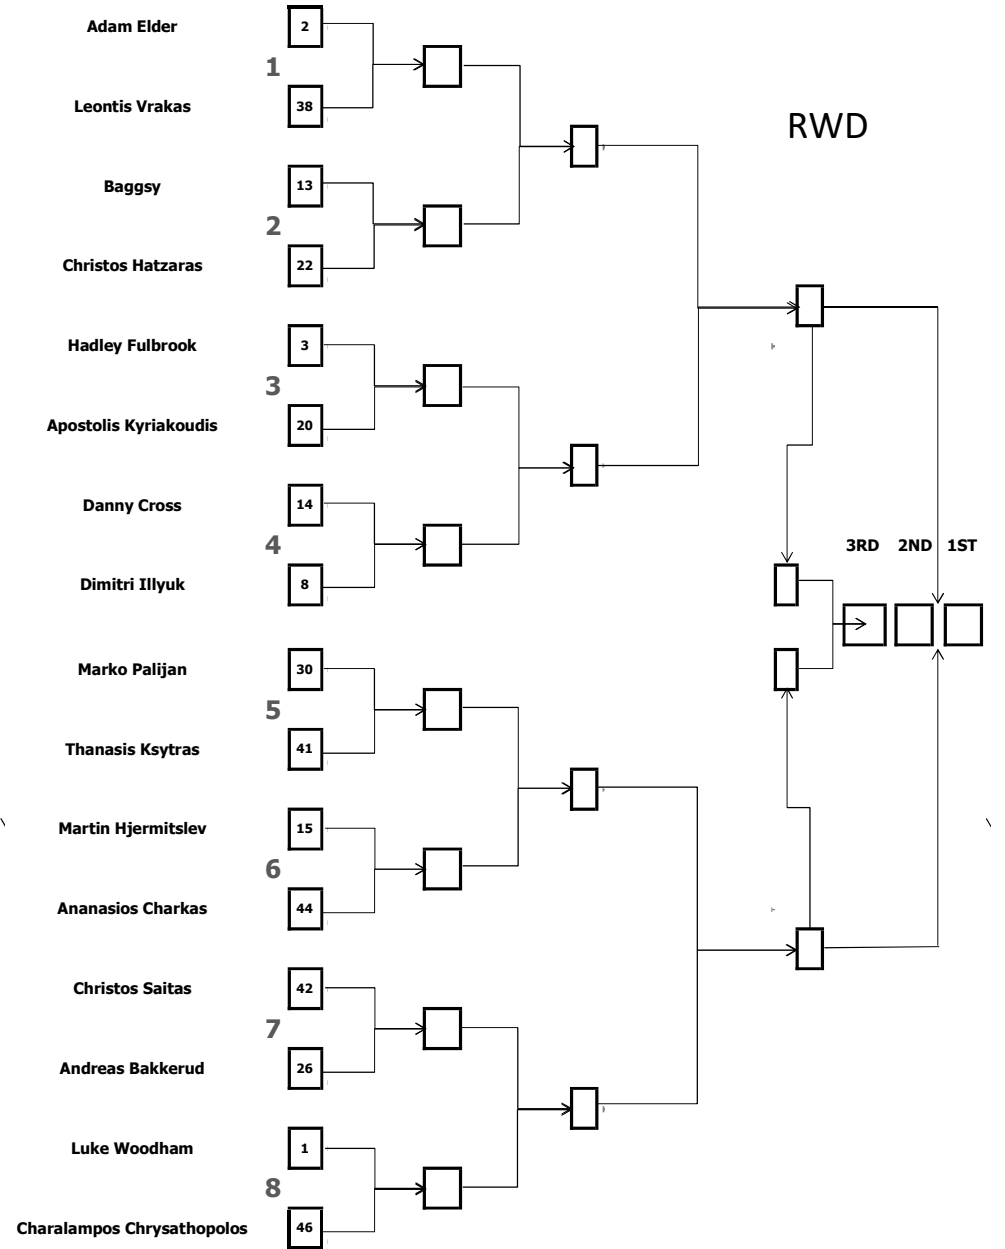 Adam Elder 2
1
Leontis Vrakas 38
RWD
Baggsy 13
2
Christos Hatzaras 22
Hadley Fulbrook 3
3
Apostolis Kyriakoudis 20
Danny Cross 14
4
3RD 2ND 1ST
Dimitri Illyuk 8
Marko Palijan 30
5
Thanasis Ksytras 41
Martin Hjermitslev 15
6
Ananasios Charkas 44
Christos Saitas 42
7
Andreas Bakkerud 26
Luke Woodham 1
8
Charalampos Chrysathopolos 46